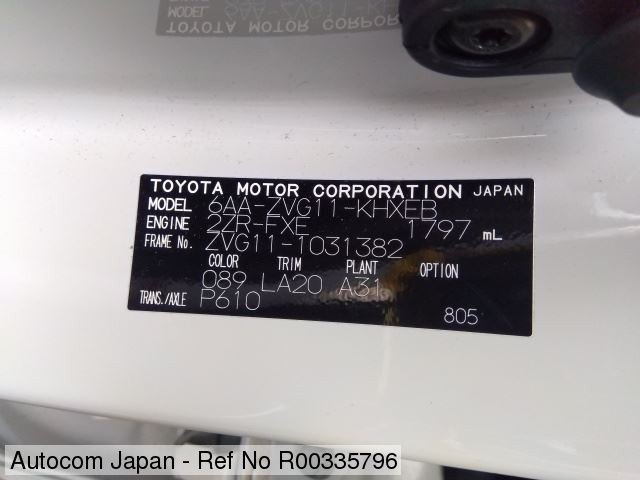 TOYOTA MOTOR CORPORATION JAPAN
MODEL 6AA-ZVG11-KHXEB
ENGINE 2ZR-FXE 1797 mL
FRAME No. ZVG11-1031382
COLOR TRIM PLANT OPTION
089 LA20 A31
TRANS./AXLE P610
805
Autocom Japan - Ref No R00335796